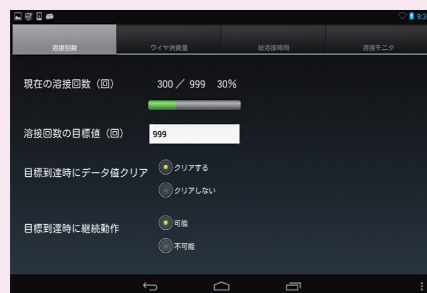 9:3
溶接回数 ワイヤ消費量 総溶接時間 溶接モニタ
現在の溶接回数（回） 300 ／ 999 30%
溶接回数の目標値（回） 999
目標到達時にデータ値クリア
クリアする
クリアしない
目標到達時に継続動作
可能
不可能